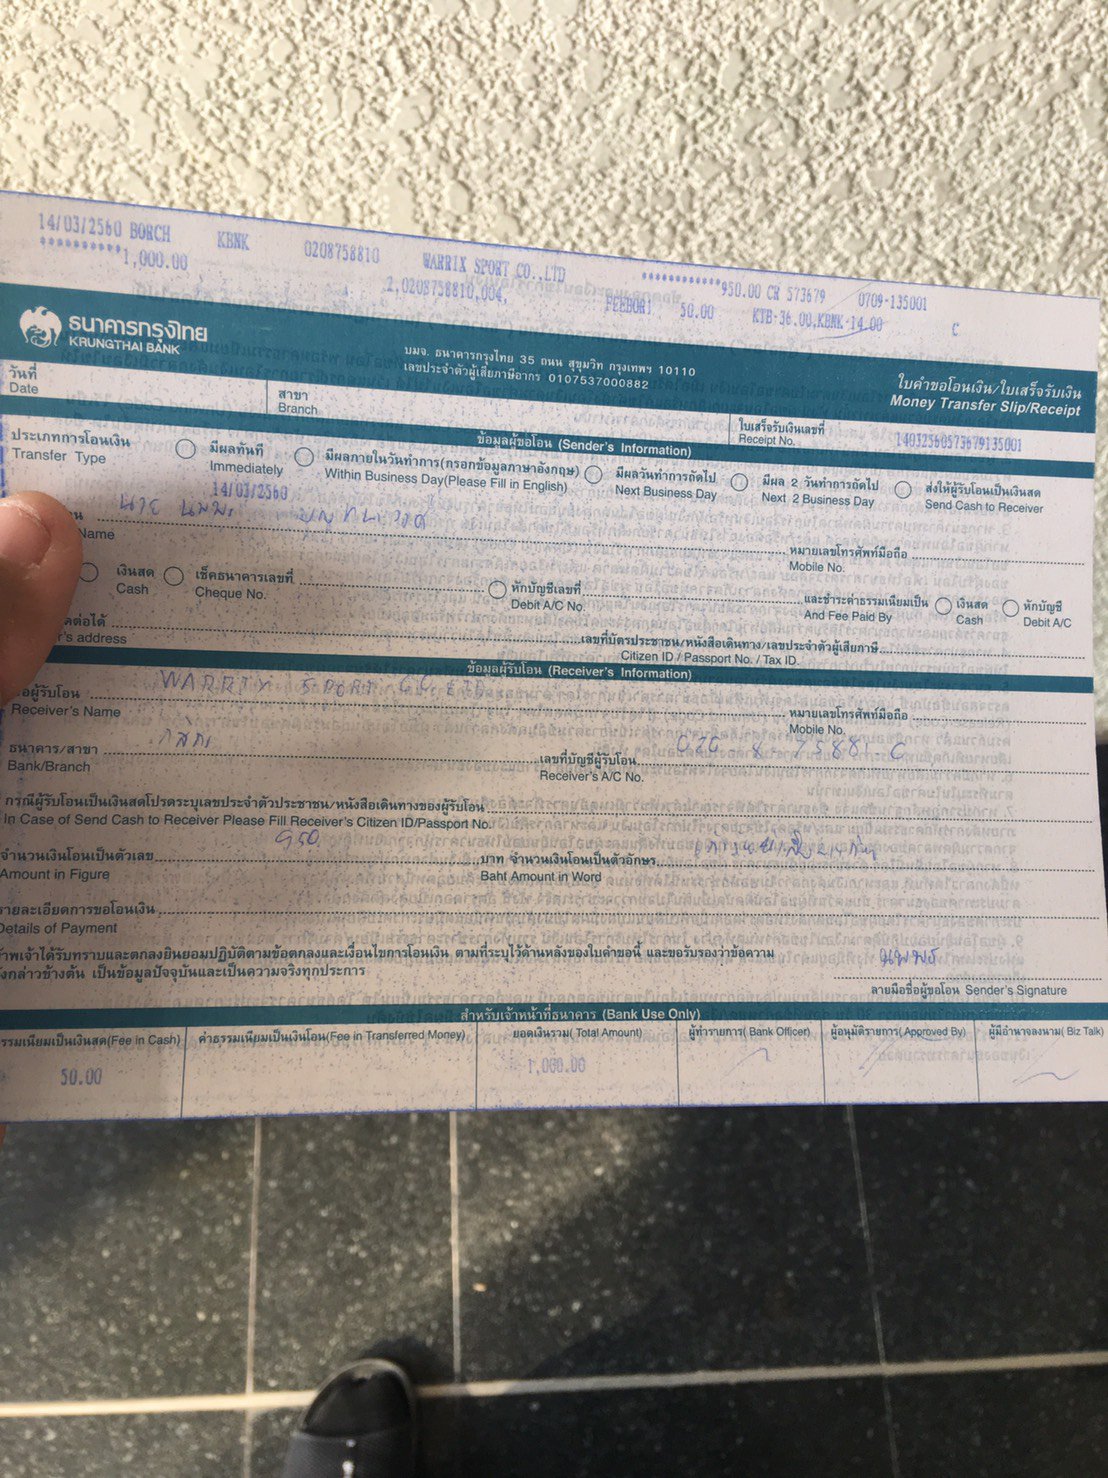 14/03/2560 BORCH KBNK 0208758810 WARRIX SPORT CO.,LTD ************950.00 CR 573679 0709-135001
**********1,000.00 2,0208758810,004, FEEBOR1 50.00 KTB-36.00,KBNK-14.00 C
ธนาคารกรุงไทย
KRUNGTHAI BANK
บมจ. ธนาคารกรุงไทย 35 ถนน สุขุมวิท กรุงเทพฯ 10110
เลขประจำตัวผู้เสียภาษีอากร 0107537000882
ใบคำขอโอนเงิน/ใบเสร็จรับเงิน
Money Transfer Slip/Receipt
วันที่
Date
สาขา
Branch
ใบเสร็จรับเงินเลขที่
Receipt No. 14032560573679135001
ข้อมูลผู้ขอโอน (Sender's Information)
ประเภทการโอนเงิน
Transfer Type
มีผลทันที
Immediately
มีผลภายในวันทำการ(กรอกข้อมูลภาษาอังกฤษ)
Within Business Day(Please Fill in English)
มีผลวันทำการถัดไป
Next Business Day
มีผล 2 วันทำการถัดไป
Next 2 Business Day
ส่งให้ผู้รับโอนเป็นเงินสด
Send Cash to Receiver
14/03/2560
นาย นพพร
Name
หมายเลขโทรศัพท์มือถือ
Mobile No.
เงินสด
Cash
เช็คธนาคารเลขที่
Cheque No.
หักบัญชีเลขที่
Debit A/C No.
และชำระค่าธรรมเนียมเป็น
And Fee Paid By
เงินสด
Cash
หักบัญชี
Debit A/C
ดต่อได้
r's address
เลขที่บัตรประชาชน/หนังสือเดินทาง/เลขประจำตัวผู้เสียภาษี
Citizen ID / Passport No. / Tax ID
ข้อมูลผู้รับโอน (Receiver's Information)
อผู้รับโอน WARRIX SPORT CO., LTD
Receiver's Name
หมายเลขโทรศัพท์มือถือ
Mobile No.
ธนาคาร/สาขา กสิกร
Bank/Branch
เลขที่บัญชีผู้รับโอน 020-8-75881-0
Receiver's A/C No.
กรณีผู้รับโอนเป็นเงินสดโปรดระบุเลขประจำตัวประชาชน/หนังสือเดินทางของผู้รับโอน
In Case of Send Cash to Receiver Please Fill Receiver's Citizen ID/Passport No.
จำนวนเงินโอนเป็นตัวเลข 950
Amount in Figure
บาท จำนวนเงินโอนเป็นตัวอักษร เก้าร้อยห้าสิบบาทถ้วน
Baht Amount in Word
รายละเอียดการขอโอนเงิน
Details of Payment
าพเจ้าได้รับทราบและตกลงยินยอมปฏิบัติตามข้อตกลงและเงื่อนไขการโอนเงิน ตามที่ระบุไว้ด้านหลังของใบคำขอนี้ และขอรับรองว่าข้อความ
ังกล่าวข้างต้น เป็นข้อมูลปัจจุบันและเป็นความจริงทุกประการ
นพพร
ลายมือชื่อผู้ขอโอน Sender's Signature
สำหรับเจ้าหน้าที่ธนาคาร (Bank Use Only)
รรมเนียมเป็นเงินสด(Fee in Cash)
ค่าธรรมเนียมเป็นเงินโอน(Fee in Transferred Money)
ยอดเงินรวม( Total Amount)
ผู้ทำรายการ( Bank Officer)
ผู้อนุมัติรายการ(Approved By)
ผู้มีอำนาจลงนาม( Biz Talk)
50.00
1,000.00